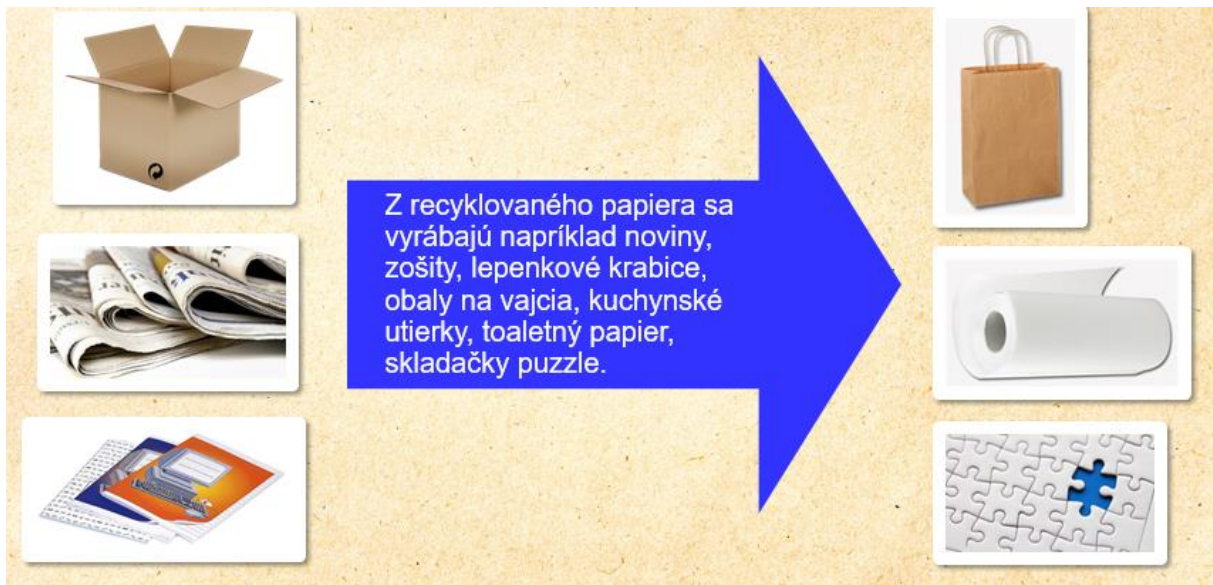 Z recyklovaného papiera sa
vyrábajú napríklad noviny,
zošity, lepenkové krabice,
obaly na vajcia, kuchynské
utierky, toaletný papier,
skladačky puzzle.